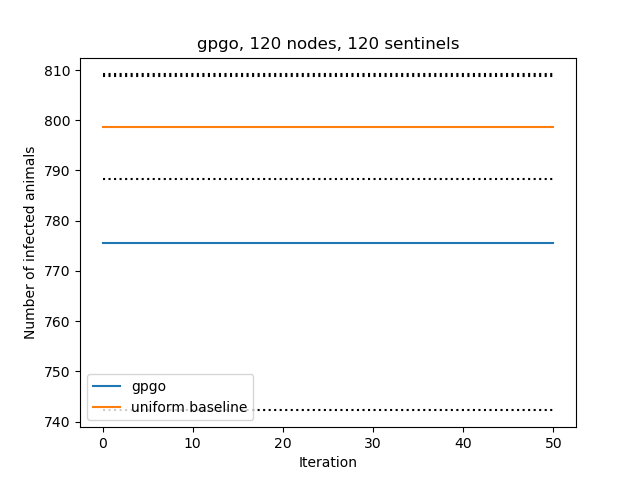 gpgo, 120 nodes, 120 sentinels
810
800
790
780
770
760
750
740
Number of infected animals
gpgo
uniform baseline
0 10 20 30 40 50
Iteration